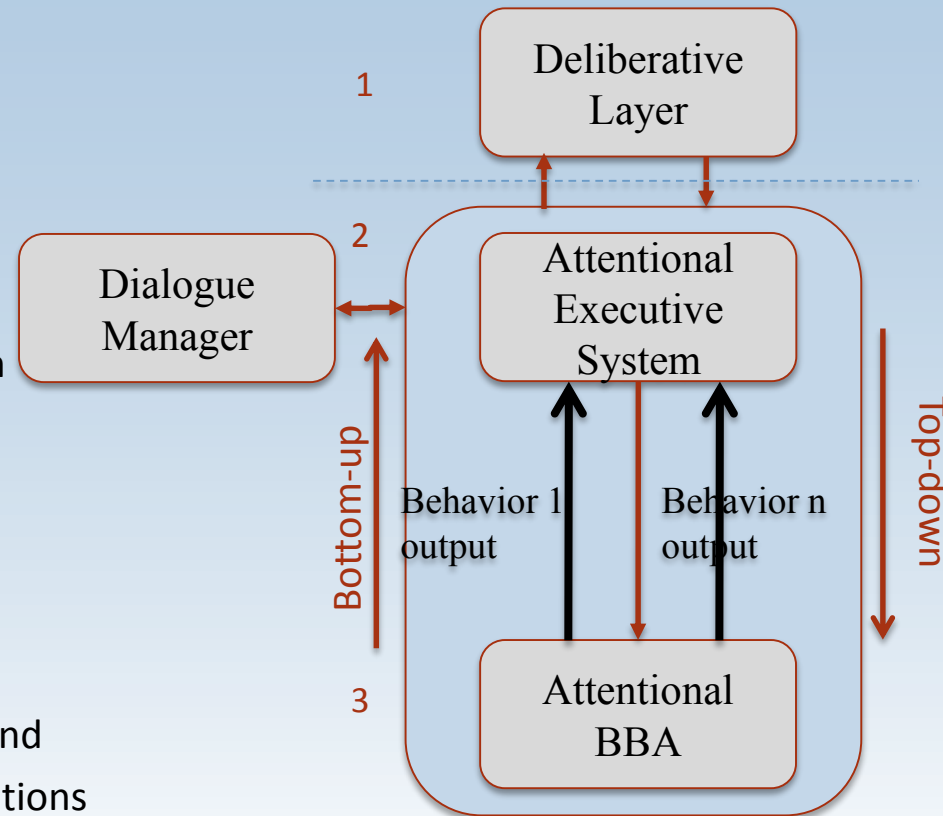 1
Deliberative
Layer
2
Dialogue
Manager
Attentional
Executive
System
Bottom-up
Top-down
Behavior 1
output
Behavior n
output
3
Attentional
BBA
nd
tions